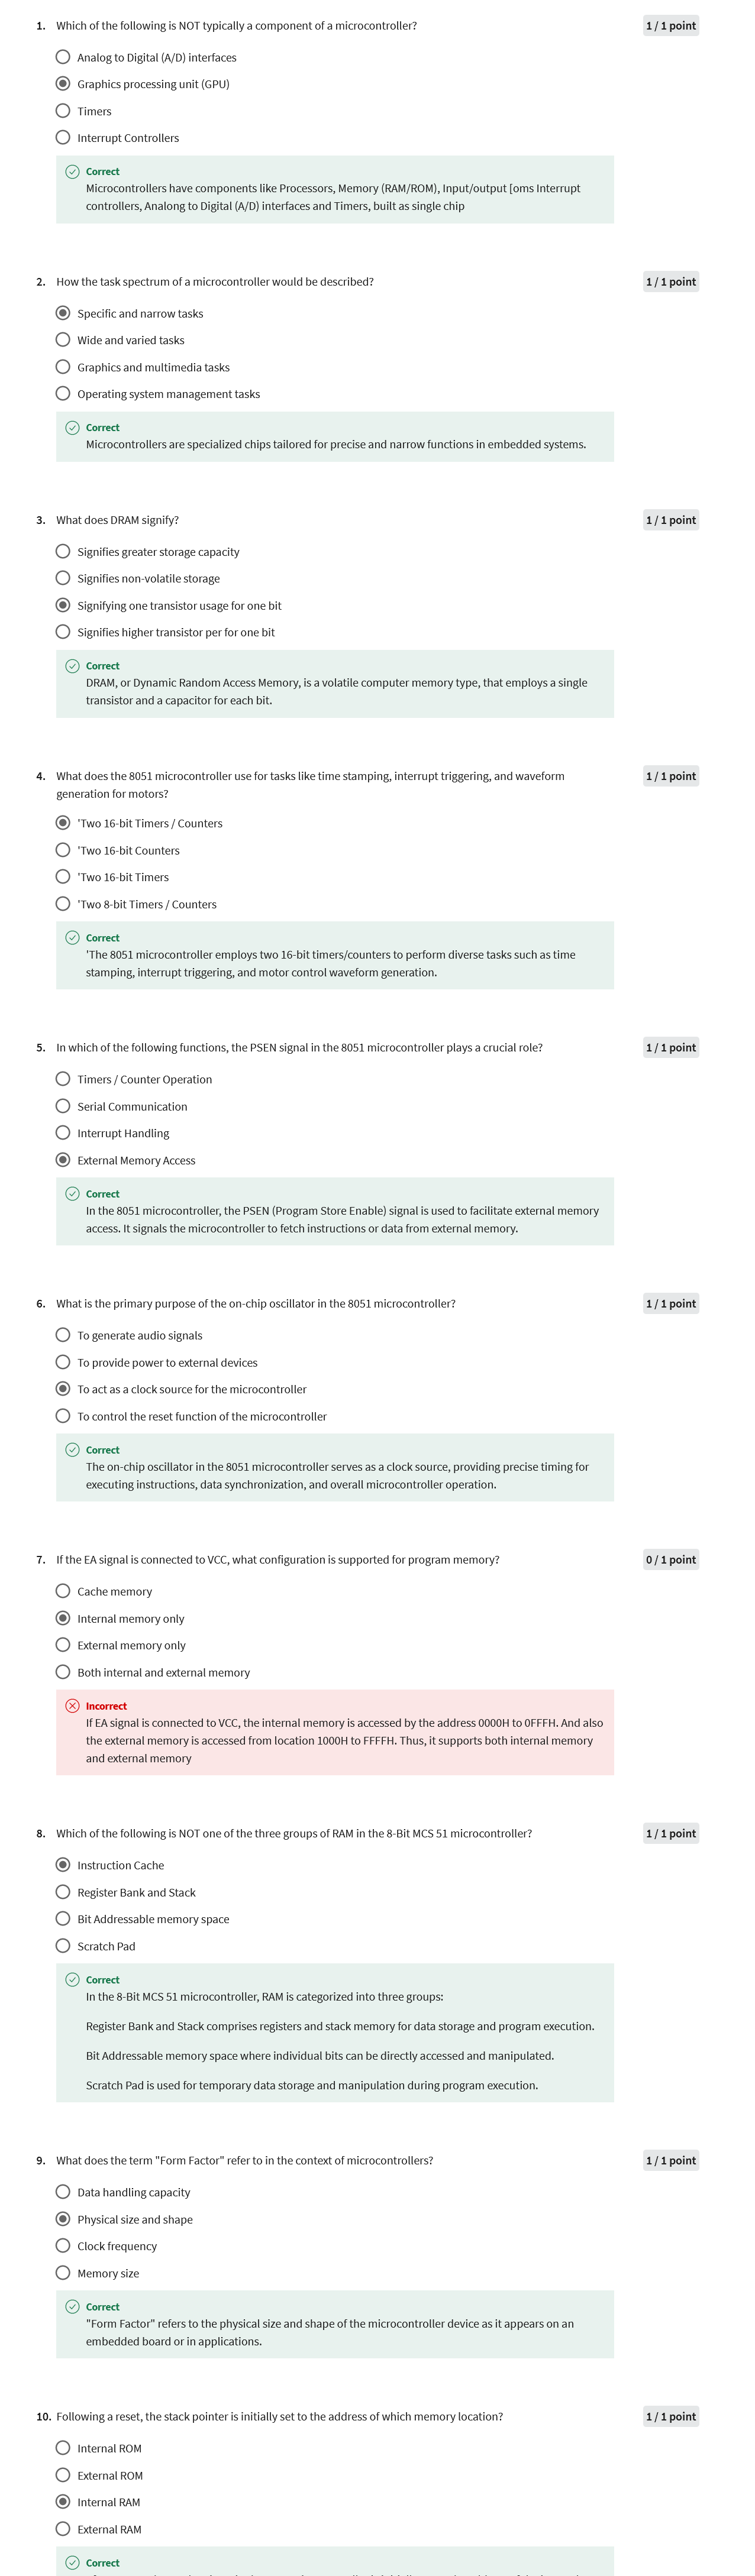 1. Which of the following is NOT typically a component of a microcontroller?
1 / 1 point
Analog to Digital (A/D) interfaces
Graphics processing unit (GPU)
Timers
Interrupt Controllers
Correct
Microcontrollers have components like Processors, Memory (RAM/ROM), Input/output [oms Interrupt
controllers, Analong to Digital (A/D) interfaces and Timers, built as single chip
2. How the task spectrum of a microcontroller would be described?
1 / 1 point
Specific and narrow tasks
Wide and varied tasks
Graphics and multimedia tasks
Operating system management tasks
Correct
Microcontrollers are specialized chips tailored for precise and narrow functions in embedded systems.
3. What does DRAM signify?
1 / 1 point
Signifies greater storage capacity
Signifies non-volatile storage
Signifying one transistor usage for one bit
Signifies higher transistor per for one bit
Correct
DRAM, or Dynamic Random Access Memory, is a volatile computer memory type, that employs a single
transistor and a capacitor for each bit.
4. What does the 8051 microcontroller use for tasks like time stamping, interrupt triggering, and waveform
generation for motors?
1 / 1 point
'Two 16-bit Timers / Counters
'Two 16-bit Counters
'Two 16-bit Timers
'Two 8-bit Timers / Counters
Correct
'The 8051 microcontroller employs two 16-bit timers/counters to perform diverse tasks such as time
stamping, interrupt triggering, and motor control waveform generation.
5. In which of the following functions, the PSEN signal in the 8051 microcontroller plays a crucial role?
1 / 1 point
Timers / Counter Operation
Serial Communication
Interrupt Handling
External Memory Access
Correct
In the 8051 microcontroller, the PSEN (Program Store Enable) signal is used to facilitate external memory
access. It signals the microcontroller to fetch instructions or data from external memory.
6. What is the primary purpose of the on-chip oscillator in the 8051 microcontroller?
1 / 1 point
To generate audio signals
To provide power to external devices
To act as a clock source for the microcontroller
To control the reset function of the microcontroller
Correct
The on-chip oscillator in the 8051 microcontroller serves as a clock source, providing precise timing for
executing instructions, data synchronization, and overall microcontroller operation.
7. If the EA signal is connected to VCC, what configuration is supported for program memory?
0 / 1 point
Cache memory
Internal memory only
External memory only
Both internal and external memory
Incorrect
If EA signal is connected to VCC, the internal memory is accessed by the address 0000H to 0FFFH. And also
the external memory is accessed from location 1000H to FFFFH. Thus, it supports both internal memory
and external memory
8. Which of the following is NOT one of the three groups of RAM in the 8-Bit MCS 51 microcontroller?
1 / 1 point
Instruction Cache
Register Bank and Stack
Bit Addressable memory space
Scratch Pad
Correct
In the 8-Bit MCS 51 microcontroller, RAM is categorized into three groups:
Register Bank and Stack comprises registers and stack memory for data storage and program execution.
Bit Addressable memory space where individual bits can be directly accessed and manipulated.
Scratch Pad is used for temporary data storage and manipulation during program execution.
9. What does the term "Form Factor" refer to in the context of microcontrollers?
1 / 1 point
Data handling capacity
Physical size and shape
Clock frequency
Memory size
Correct
"Form Factor" refers to the physical size and shape of the microcontroller device as it appears on an
embedded board or in applications.
10. Following a reset, the stack pointer is initially set to the address of which memory location?
1 / 1 point
Internal ROM
External ROM
Internal RAM
External RAM
Correct